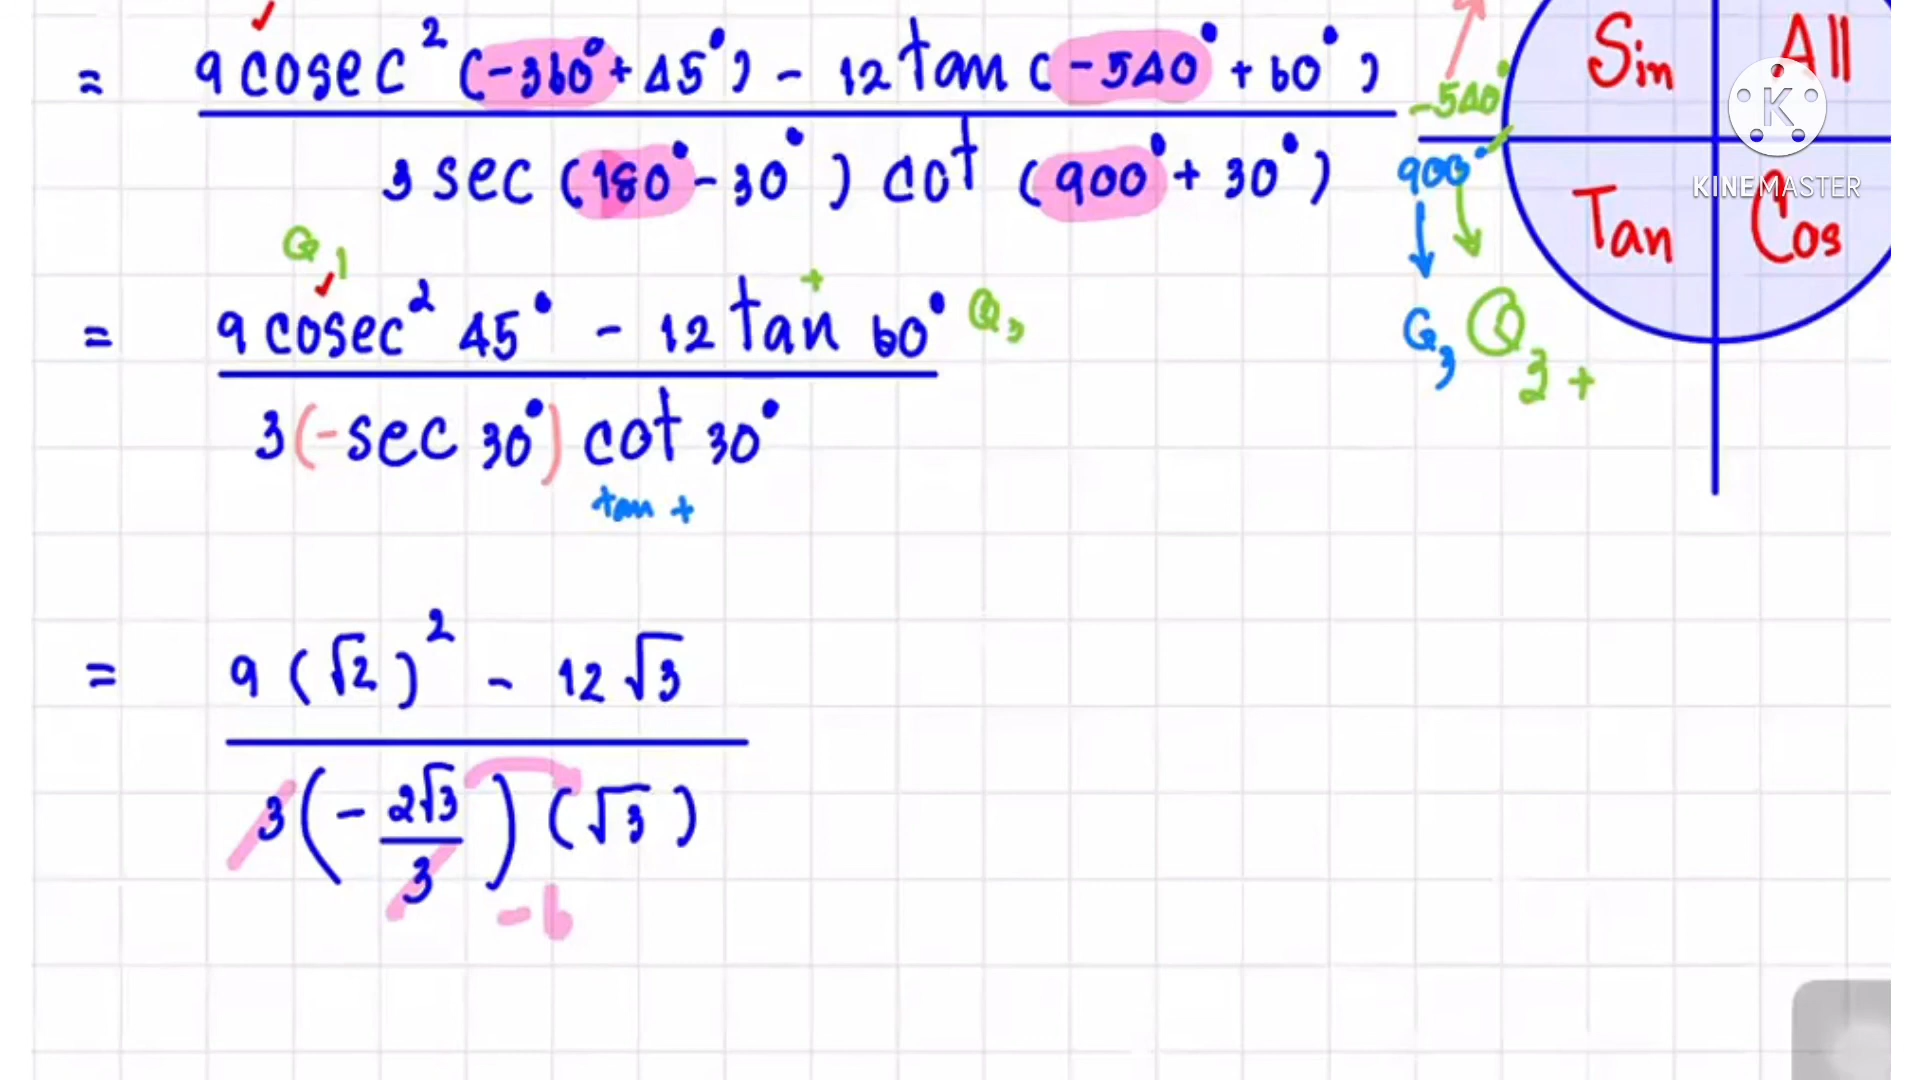 = 9 cosec² (-360° + 45°) - 12 tan (-540° + 60°)
3 sec (180° - 30°) cot (900° + 30°)
Sin All
-540°
900°
K
KINEMASTER
Tan Cos
Q₃ Q₃ +
Q₁ +
= 9 cosec² 45° - 12 tan 60° Q₃
3(-sec 30°) cot 30°
tan +
= 9 (√2)² - 12√3
3(-2√3/3)(√3)
-6